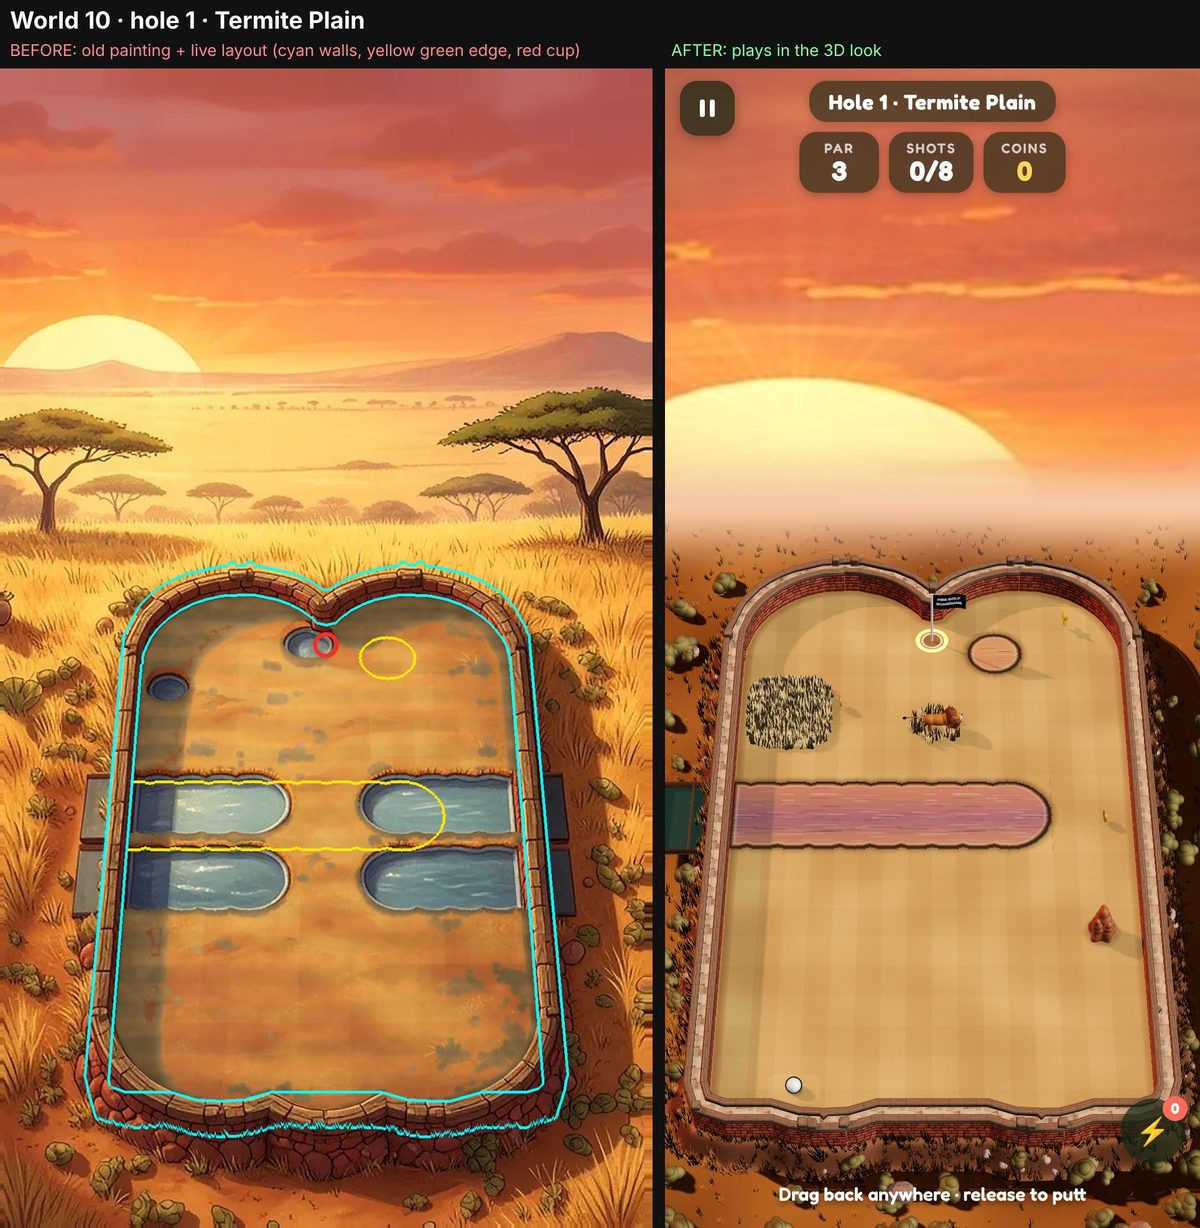 World 10 · hole 1 · Termite Plain
BEFORE: old painting + live layout (cyan walls, yellow green edge, red cup)
AFTER: plays in the 3D look
Hole 1 · Termite Plain
PAR
3
SHOTS
0/8
COINS
0
0
Drag back anywhere · release to putt